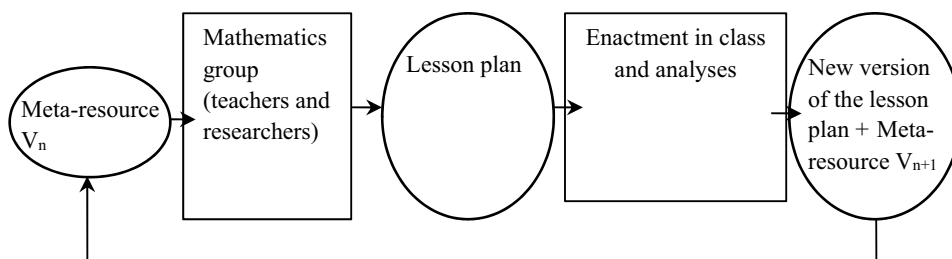 Meta-resource
Vn
Mathematics
group
(teachers and
researchers)
Lesson plan
Enactment in class
and analyses
New version
of the lesson
plan + Meta-
resource Vn+1